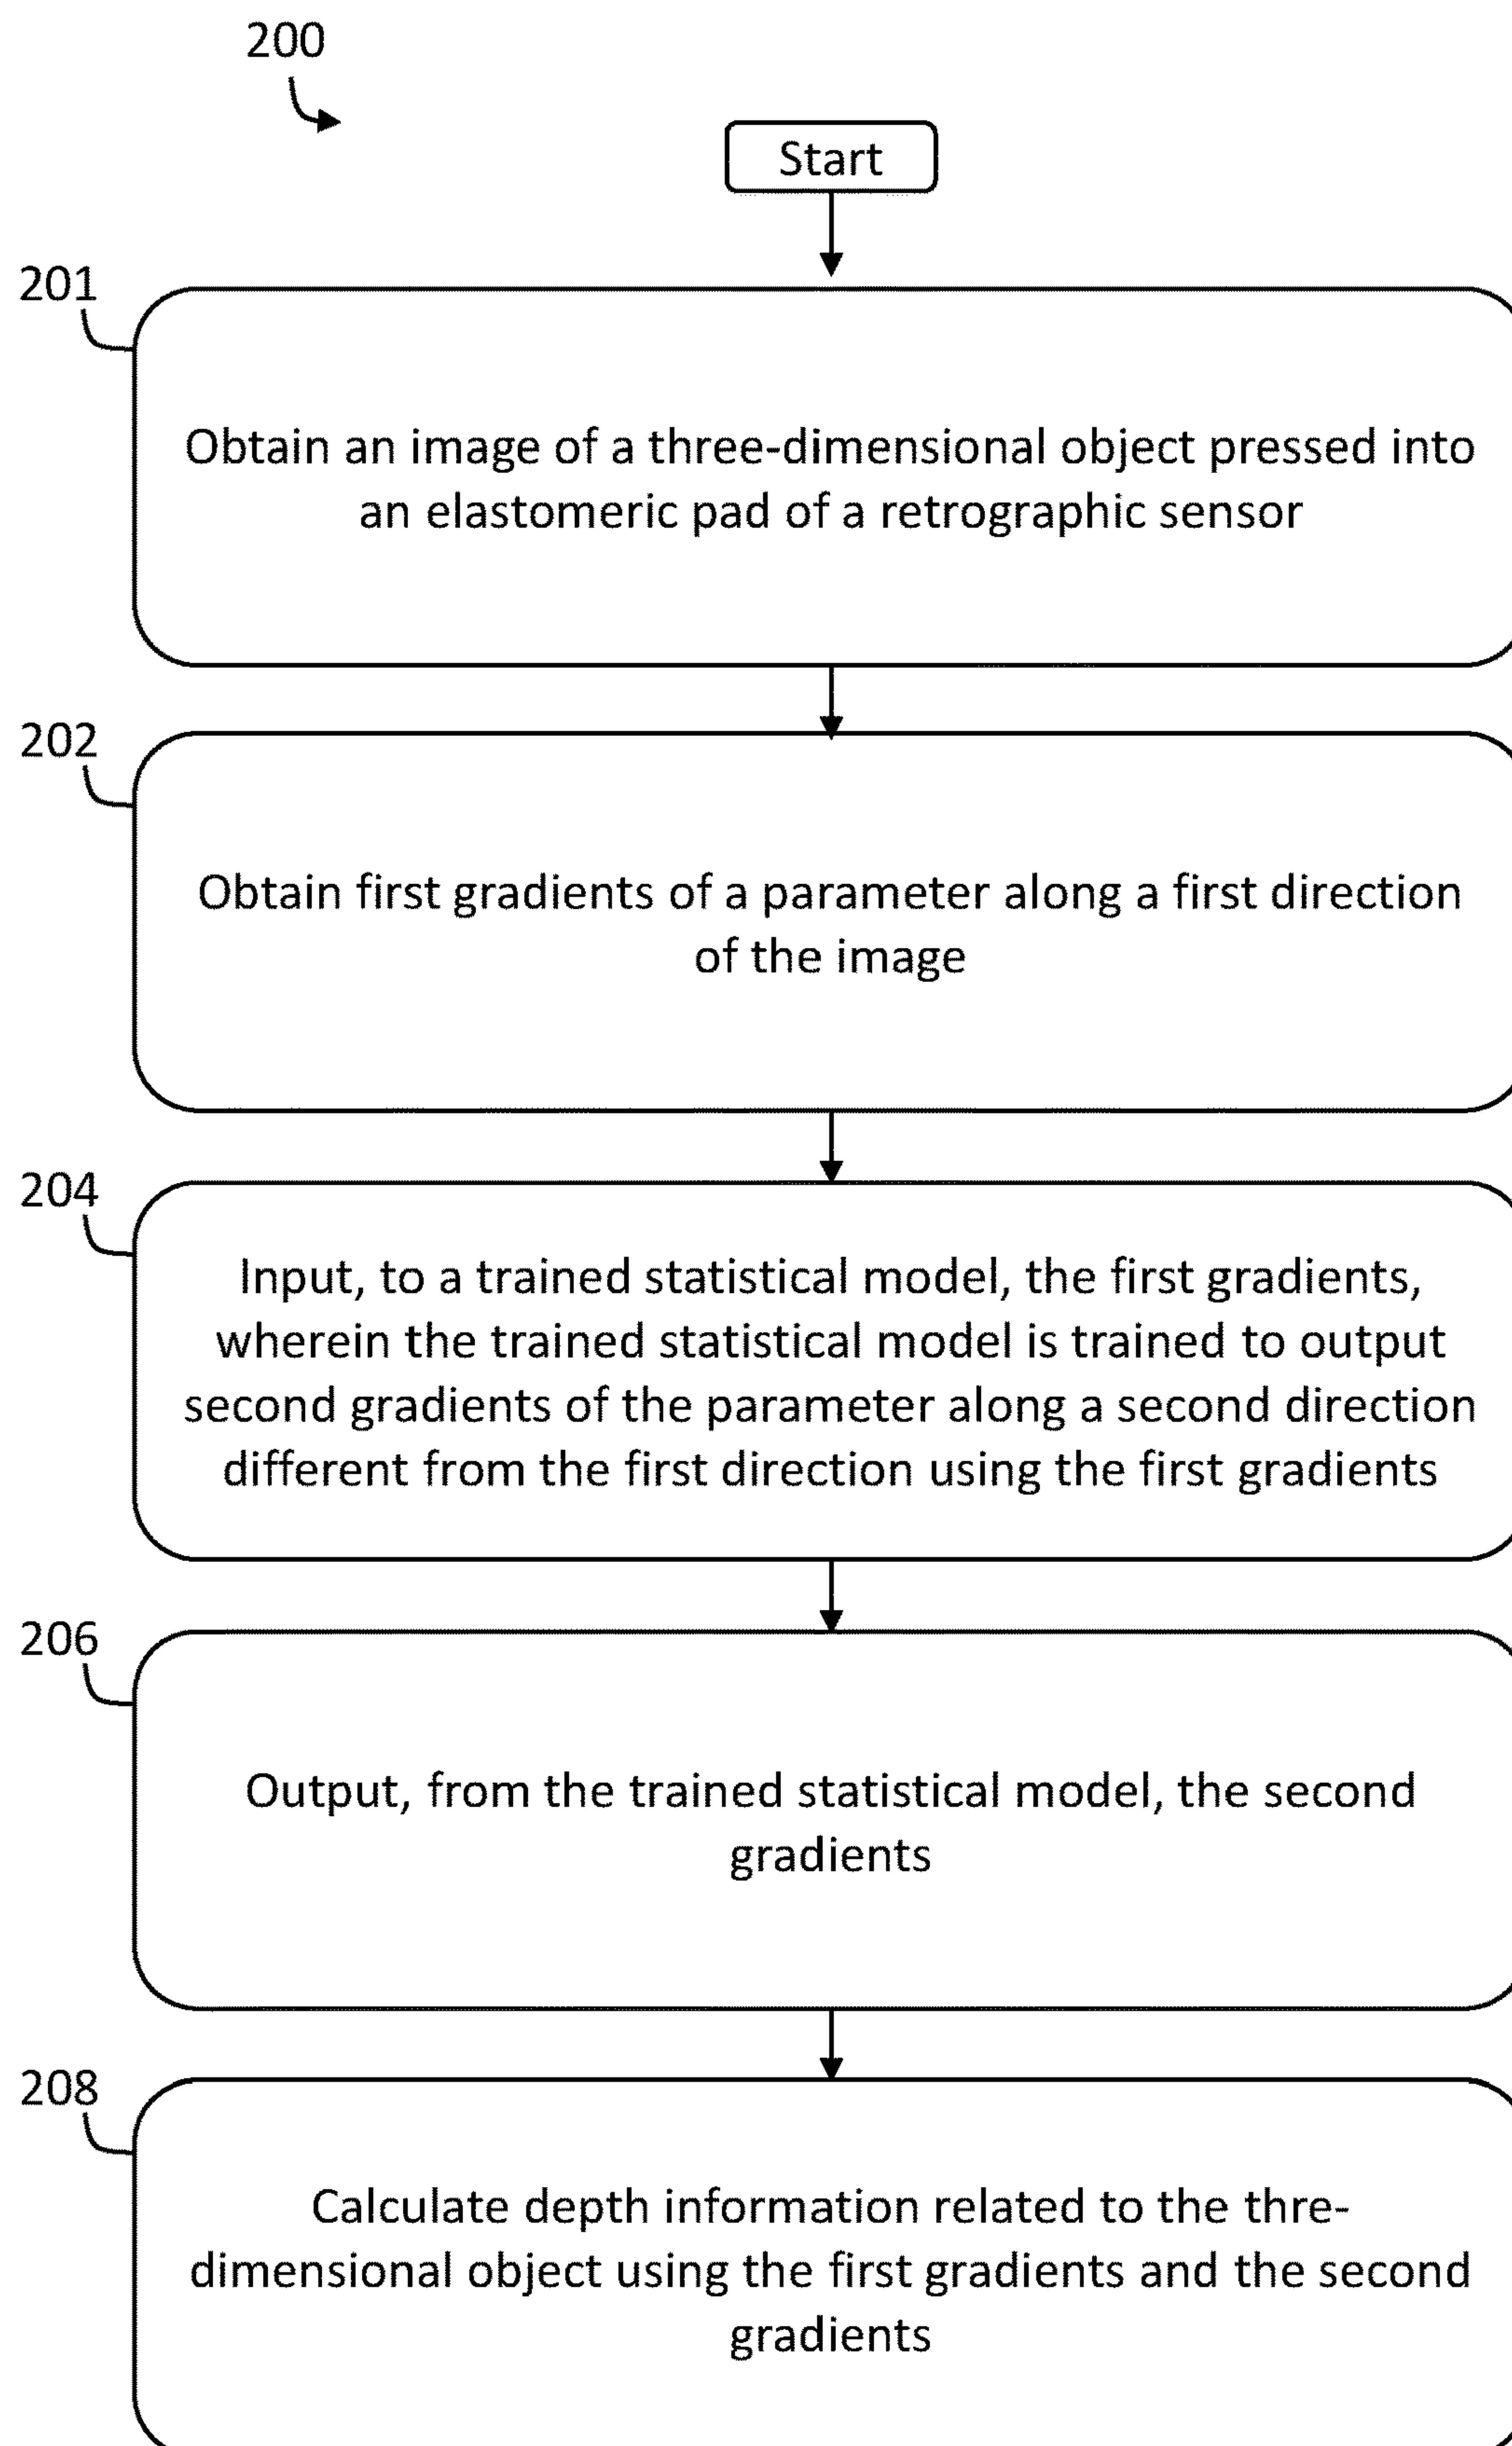 200
Start
201
Obtain an image of a three-dimensional object pressed into
an elastomeric pad of a retrographic sensor
202
Obtain first gradients of a parameter along a first direction
of the image
204
Input, to a trained statistical model, the first gradients,
wherein the trained statistical model is trained to output
second gradients of the parameter along a second direction
different from the first direction using the first gradients
206
Output, from the trained statistical model, the second
gradients
208
Calculate depth information related to the thre-
dimensional object using the first gradients and the second
gradients